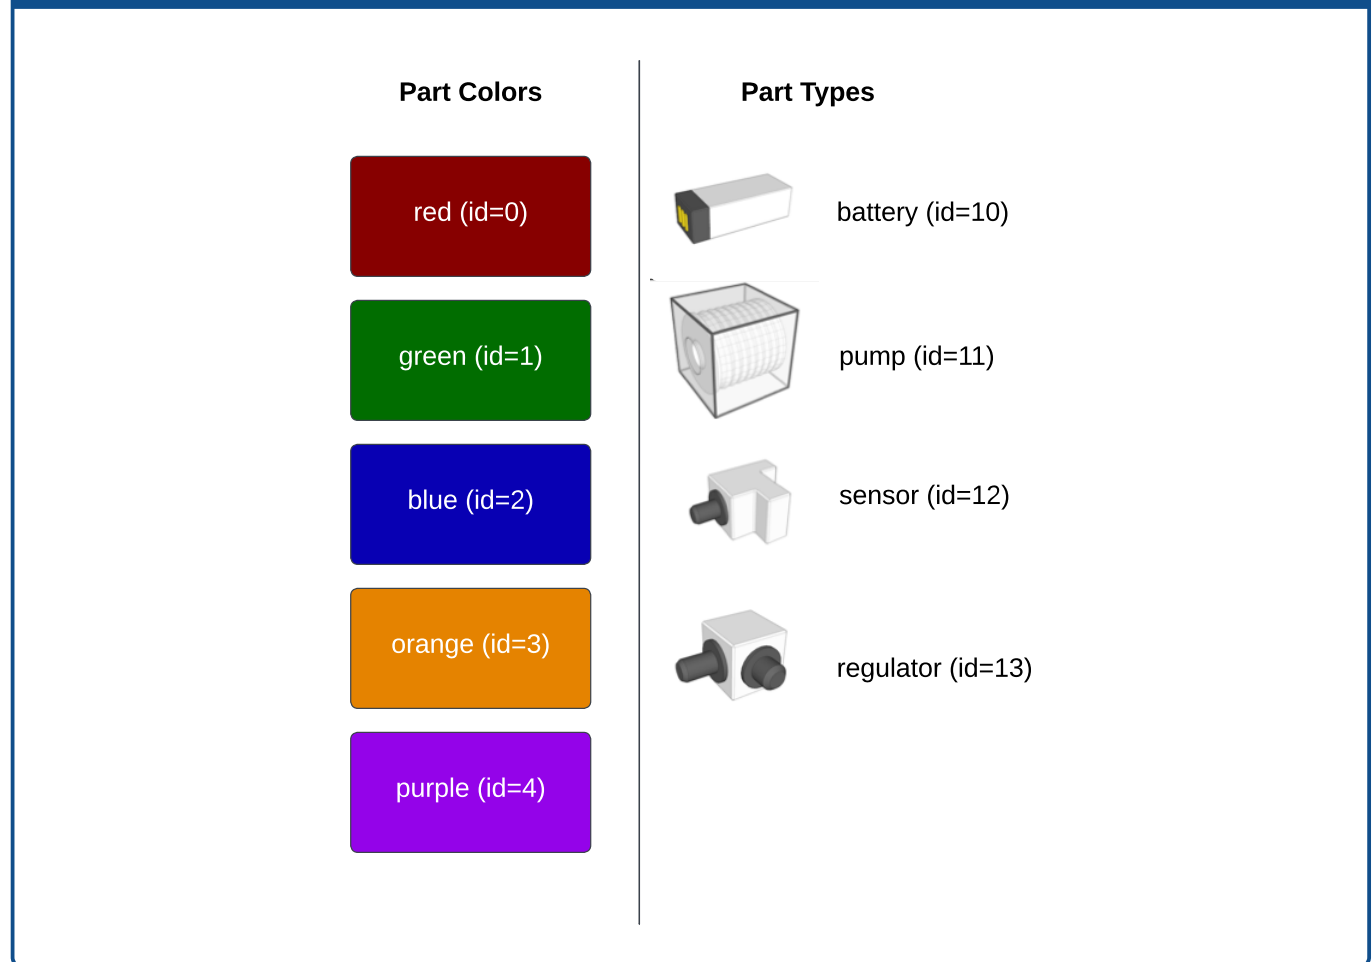 Part Colors
Part Types
red (id=0)
green (id=1)
blue (id=2)
orange (id=3)
purple (id=4)
battery (id=10)
pump (id=11)
sensor (id=12)
regulator (id=13)